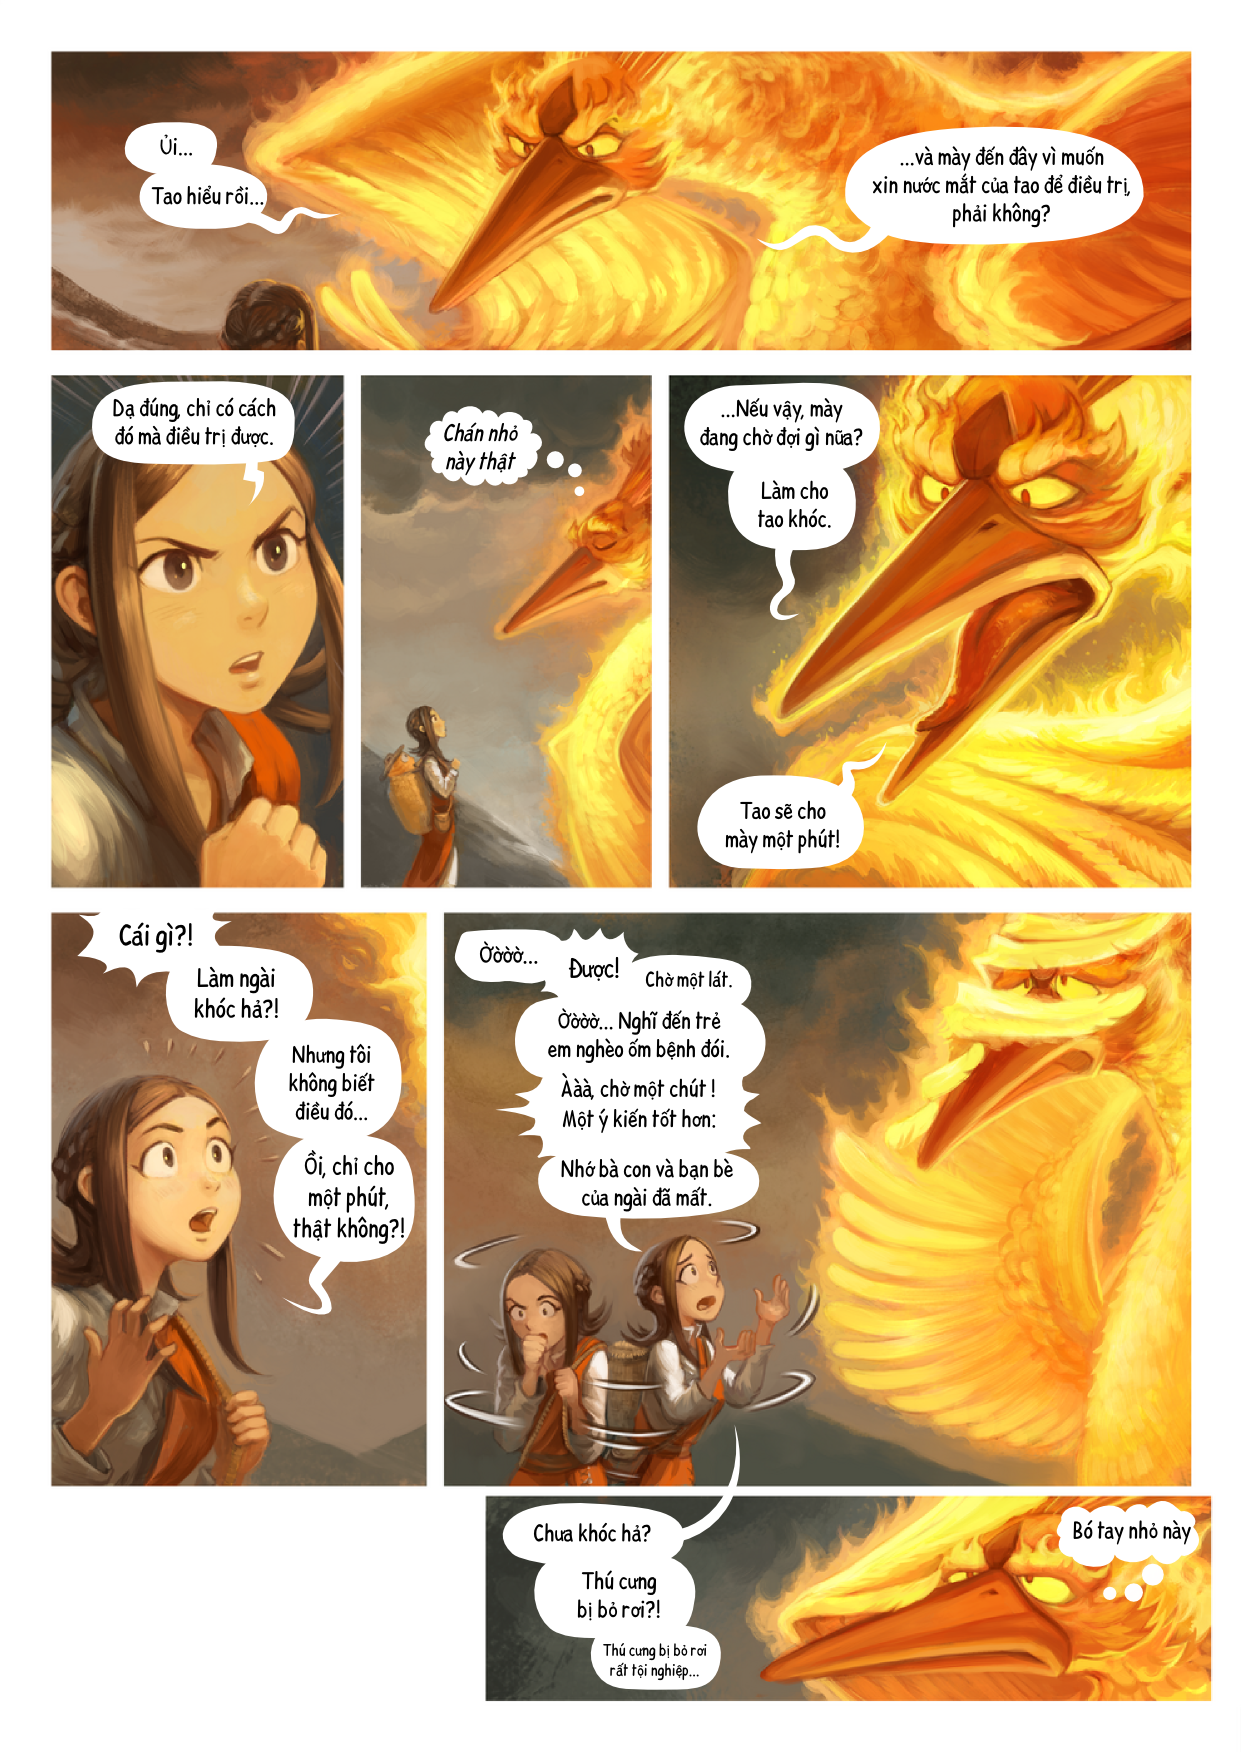 Ủi...
Tao hiểu rồi...
...và mày đến đây vì muốn
xin nước mắt của tao để điều trị,
phải không?
Dạ đúng, chỉ có cách
đó mà điều trị được.
Chán nhỏ
này thật
...Nếu vậy, mày
đang chờ đợi gì nữa?
Làm cho
tao khóc.
Tao sẽ cho
mày một phút!
Cái gì?!
Làm ngài
khóc hả?!
Nhưng tôi
không biết
điều đó...
Ồi, chỉ cho
một phút,
thật không?!
Ờòòò...
Được!
Chờ một lát.
Ờòòò... Nghĩ đến trẻ
em nghèo ốm bệnh đói.
Ààà, chờ một chút !
Một ý kiến tốt hơn:
Nhớ bà con và bạn bè
của ngài đã mất.
Chưa khóc hả?
Thú cưng
bị bỏ rơi?!
Thú cưng bị bỏ rơi
rất tội nghiệp...
Bó tay nhỏ này